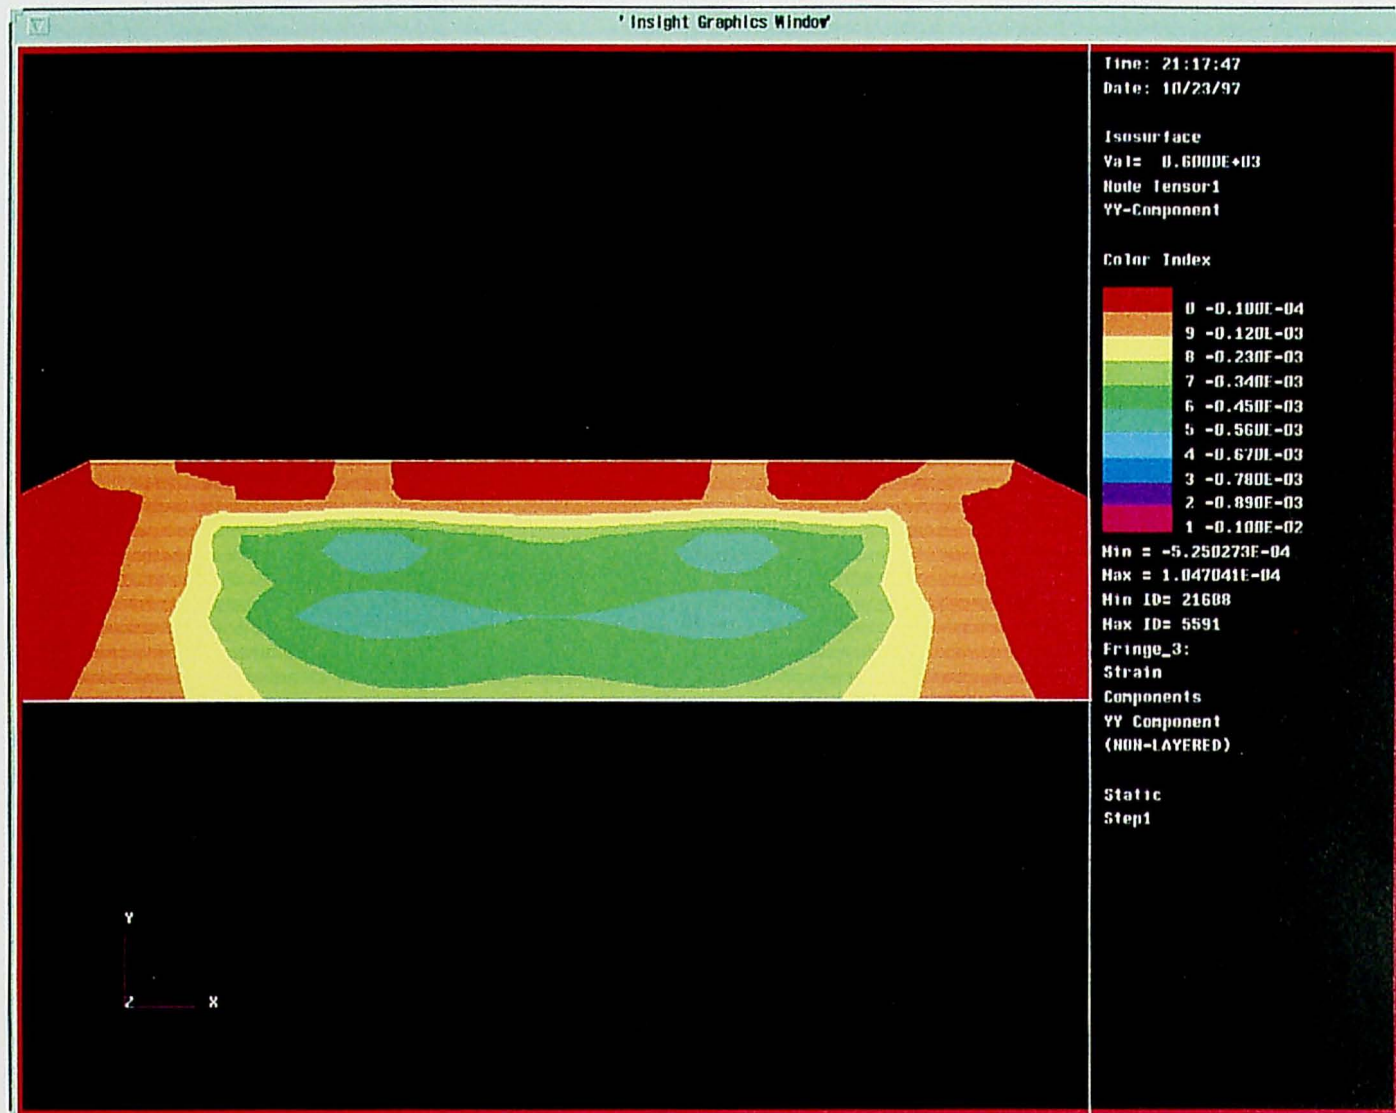 'Insight Graphics Window'
Time: 21:17:47
Date: 10/23/97
Isosurface
Val= 0.6000E+03
Node Tensor1
YY-Component
Color Index
0 -0.100E-04
9 -0.120E-03
8 -0.230E-03
7 -0.340E-03
6 -0.450E-03
5 -0.560E-03
4 -0.670E-03
3 -0.780E-03
2 -0.890E-03
1 -0.100E-02
Min = -5.250273E-04
Max = 1.047041E-04
Min ID= 21608
Max ID= 5591
Fringe_3:
Strain
Components
YY Component
(NON-LAYERED)
Static
Step1
Y
Z X